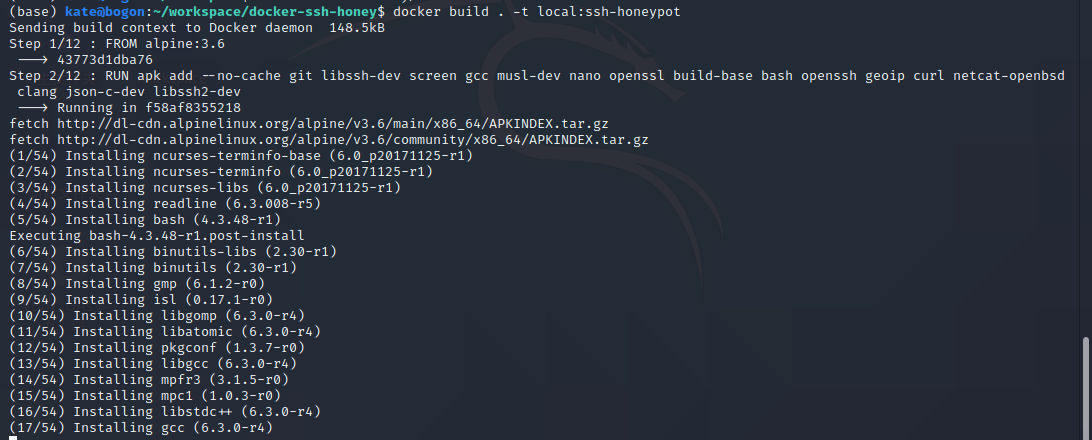 (base) kate@bogon:~/workspace/docker-ssh-honey$ docker build . -t local:ssh-honeypot
Sending build context to Docker daemon  148.5kB
Step 1/12 : FROM alpine:3.6
 ---> 43773d1dba76
Step 2/12 : RUN apk add --no-cache git libssh-dev screen gcc musl-dev nano openssl build-base bash openssh geoip curl netcat-openbsd
 clang json-c-dev libssh2-dev
 ---> Running in f58af8355218
fetch http://dl-cdn.alpinelinux.org/alpine/v3.6/main/x86_64/APKINDEX.tar.gz
fetch http://dl-cdn.alpinelinux.org/alpine/v3.6/community/x86_64/APKINDEX.tar.gz
(1/54) Installing ncurses-terminfo-base (6.0_p20171125-r1)
(2/54) Installing ncurses-terminfo (6.0_p20171125-r1)
(3/54) Installing ncurses-libs (6.0_p20171125-r1)
(4/54) Installing readline (6.3.008-r5)
(5/54) Installing bash (4.3.48-r1)
Executing bash-4.3.48-r1.post-install
(6/54) Installing binutils-libs (2.30-r1)
(7/54) Installing binutils (2.30-r1)
(8/54) Installing gmp (6.1.2-r0)
(9/54) Installing isl (0.17.1-r0)
(10/54) Installing libgomp (6.3.0-r4)
(11/54) Installing libatomic (6.3.0-r4)
(12/54) Installing pkgconf (1.3.7-r0)
(13/54) Installing libgcc (6.3.0-r4)
(14/54) Installing mpfr3 (3.1.5-r0)
(15/54) Installing mpc1 (1.0.3-r0)
(16/54) Installing libstdc++ (6.3.0-r4)
(17/54) Installing gcc (6.3.0-r4)